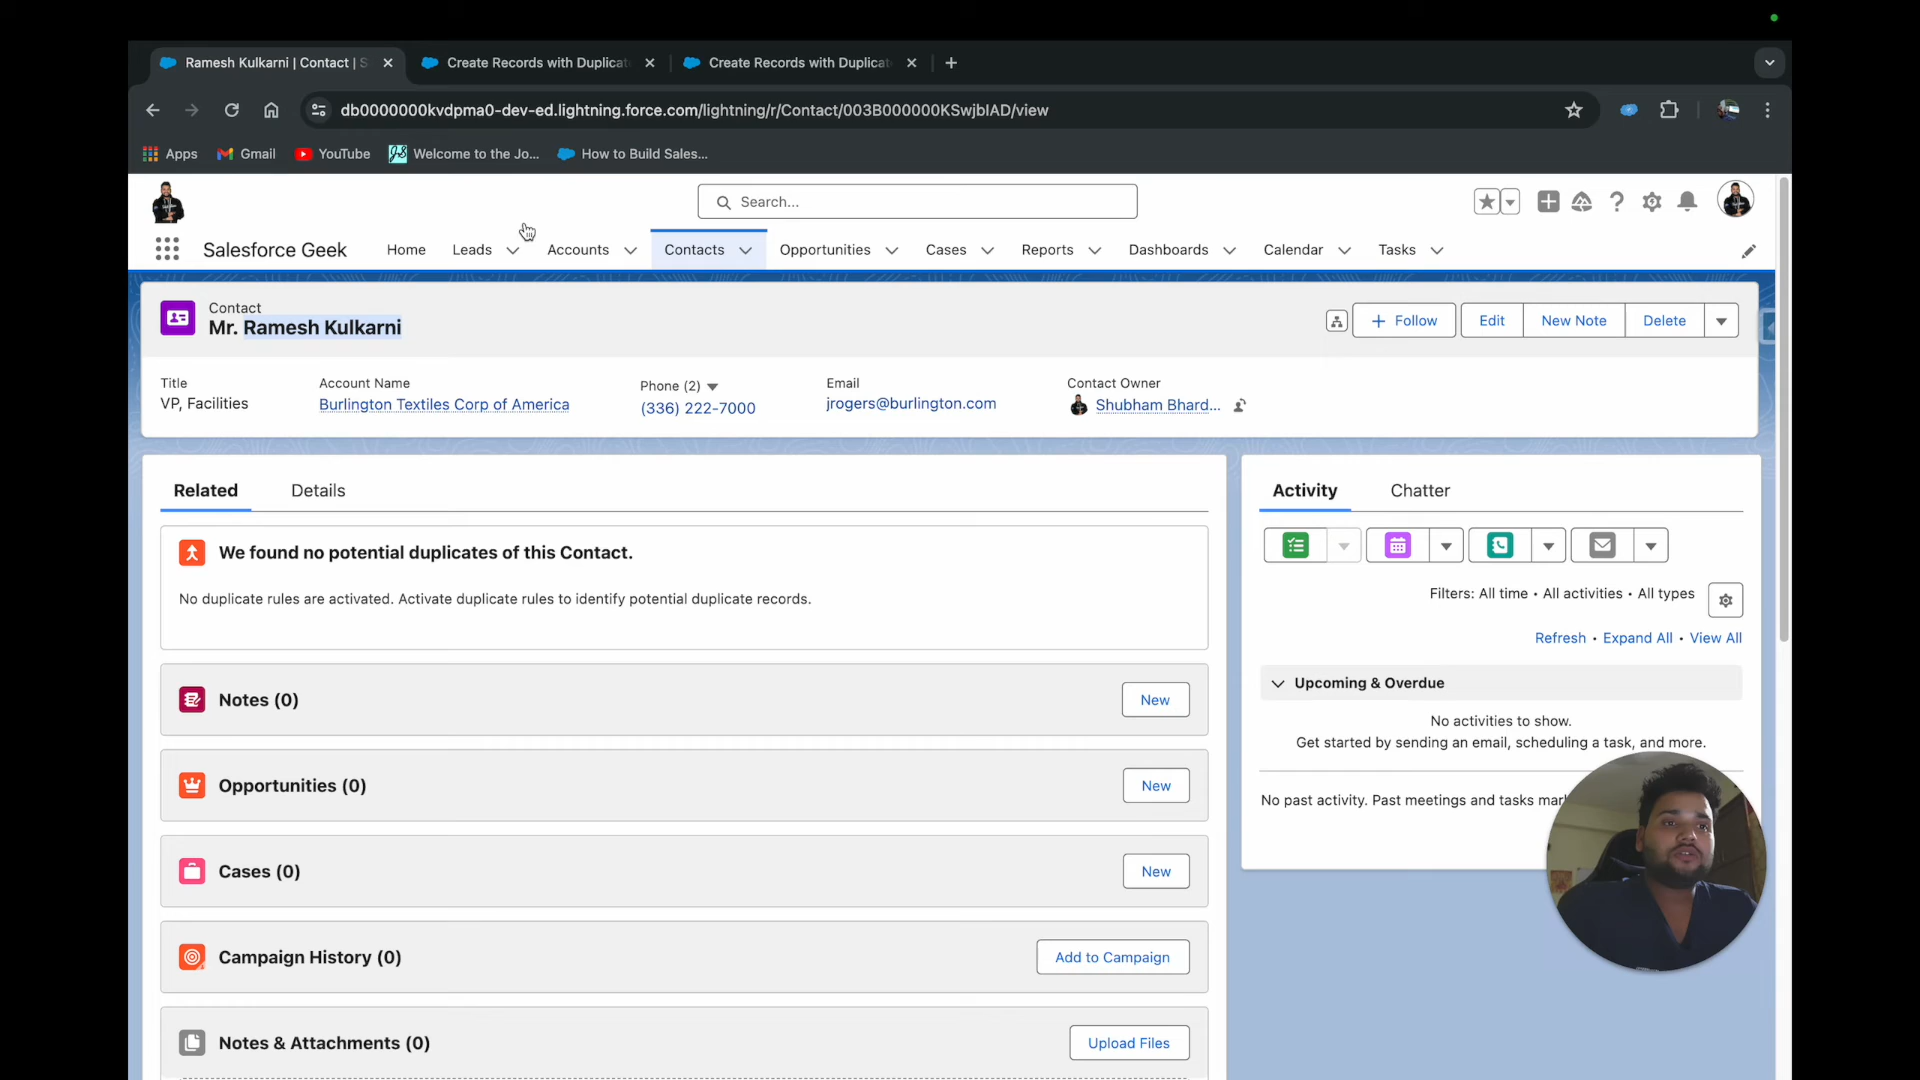 Ramesh Kulkarni | Contact | S
Create Records with Duplicat
Create Records with Duplicat
db0000000kvdpma0-dev-ed.lightning.force.com/lightning/r/Contact/003B000000KSwjbIAD/view
Apps
Gmail
YouTube
Welcome to the Jo...
How to Build Sales...
Search...
Salesforce Geek
Home
Leads
Accounts
Contacts
Opportunities
Cases
Reports
Dashboards
Calendar
Tasks
Contact
Mr. Ramesh Kulkarni
Follow
Edit
New Note
Delete
Title
VP, Facilities
Account Name
Burlington Textiles Corp of America
Phone (2)
(336) 222-7000
Email
jrogers@burlington.com
Contact Owner
Shubham Bhard...
Related
Details
We found no potential duplicates of this Contact.
No duplicate rules are activated. Activate duplicate rules to identify potential duplicate records.
Notes (0)
New
Opportunities (0)
New
Cases (0)
New
Campaign History (0)
Add to Campaign
Notes & Attachments (0)
Upload Files
Activity
Chatter
Filters: All time • All activities • All types
Refresh • Expand All • View All
Upcoming & Overdue
No activities to show.
Get started by sending an email, scheduling a task, and more.
No past activity. Past meetings and tasks mar